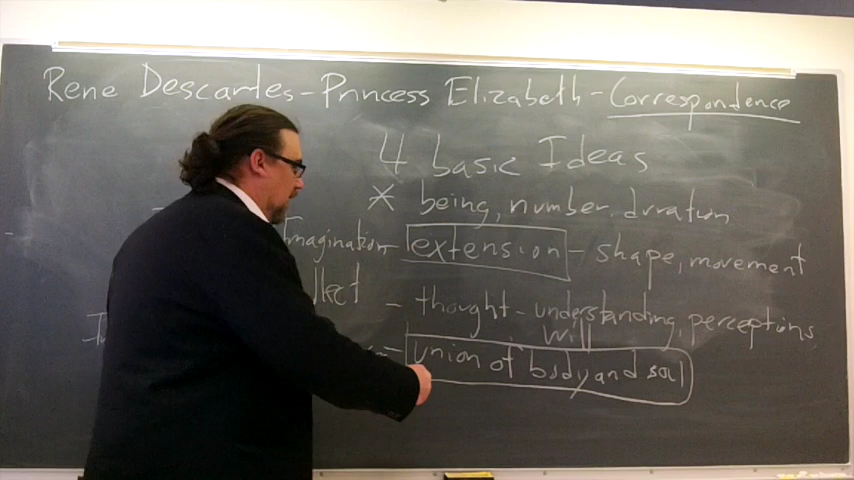 Rene Descartes - Princess Elizabeth - Correspondence
4 basic Ideas
* being, number, duration
Imagination - extension - shape, movement
llect - thought - understanding, perceptions
will
union of body and soul